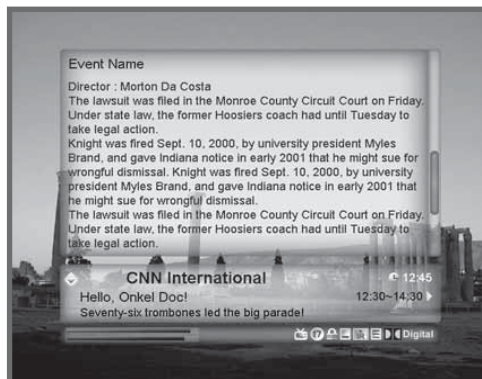 Event Name
Director : Morton Da Costa
The lawsuit was filed in the Monroe County Circuit Court on Friday.
Under state law, the former Hoosiers coach had until Tuesday to
take legal action.
Knight was fired Sept. 10, 2000, by university president Myles
Brand, and gave Indiana notice in early 2001 that he might sue for
wrongful dismissal. Knight was fired Sept. 10, 2000, by university
president Myles Brand, and gave Indiana notice in early 2001 that
he might sue for wrongful dismissal.
The lawsuit was filed in the Monroe County Circuit Court on Friday.
Under state law, the former Hoosiers coach had until Tuesday to
take legal action.
CNN International 12:45
Hello, Onkel Doc! 12:30~14:30
Seventy-six trombones led the big parade!
Digital